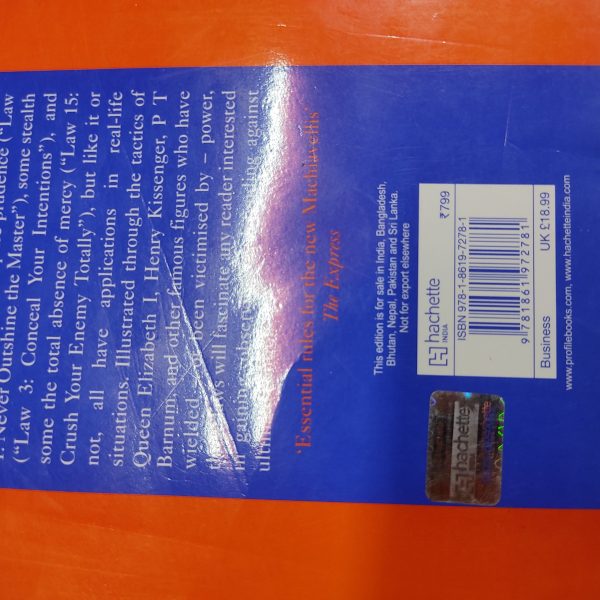 1: Never Outshine the Master"), some stealth
("Law 3: Conceal Your Intentions"), and
some the total absence of mercy ("Law 15:
Crush Your Enemy Totally"), but like it or
not, all have applications in real-life
situations. Illustrated through the tactics of
Queen Elizabeth I, Henry Kissenger, P T
Barnum and other famous figures who have
wielded been victimised by – power,
will fascinate any reader interested
in gaining, observing against
'Essential rules for the new Machiavellis'
The Express
This edition is for sale in India, Bangladesh,
Bhutan, Nepal, Pakistan and Sri Lanka.
Not for export elsewhere
hachette
INDIA
₹799
ISBN 978-1-8619-7278-1
9 781861 972781
Business
UK £18.99
www.profilebooks.com, www.hachetteindia.com
hachette